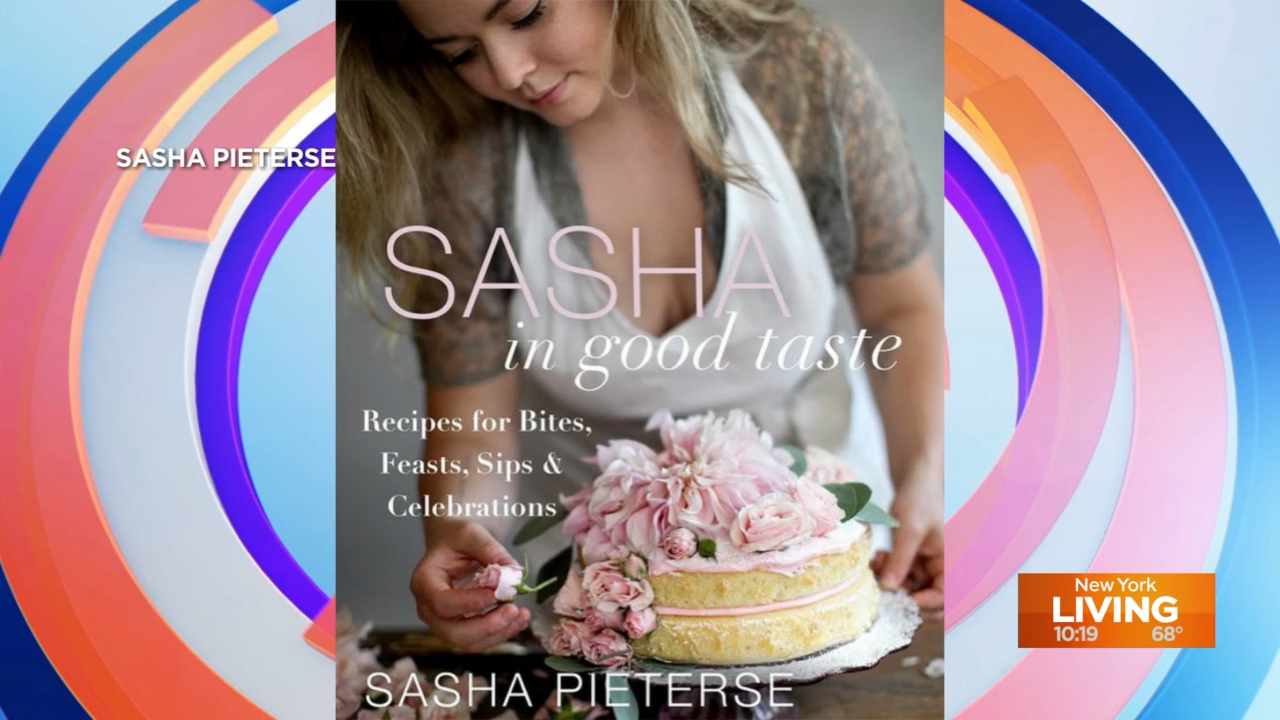 SASHA PIETERSE
SASHA
in good taste
Recipes for Bites,
Feasts, Sips &
Celebrations
SASHA PIETERSE
New York
LIVING
10:19 68°